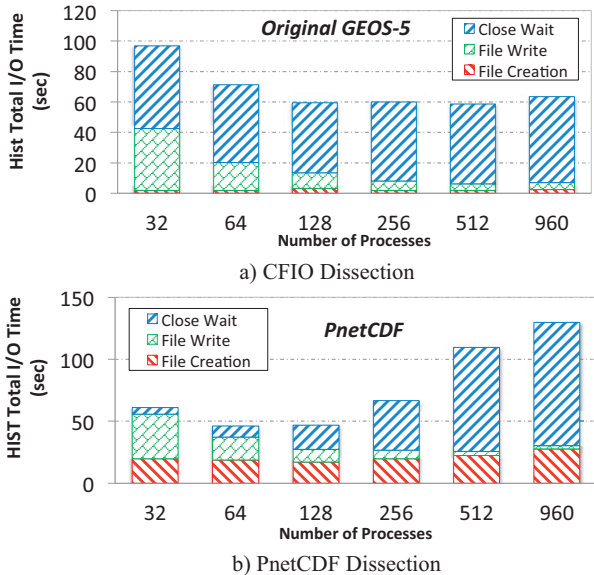 Original GEOS-5
Close Wait
File Write
File Creation
Hist Total I/O Time
(sec)
120
100
80
60
40
20
0
32 64 128 256 512 960
Number of Processes
a) CFIO Dissection
PnetCDF
Close Wait
File Write
File Creation
HIST Total I/O Time
(sec)
150
100
50
0
32 64 128 256 512 960
Number of Processes
b) PnetCDF Dissection